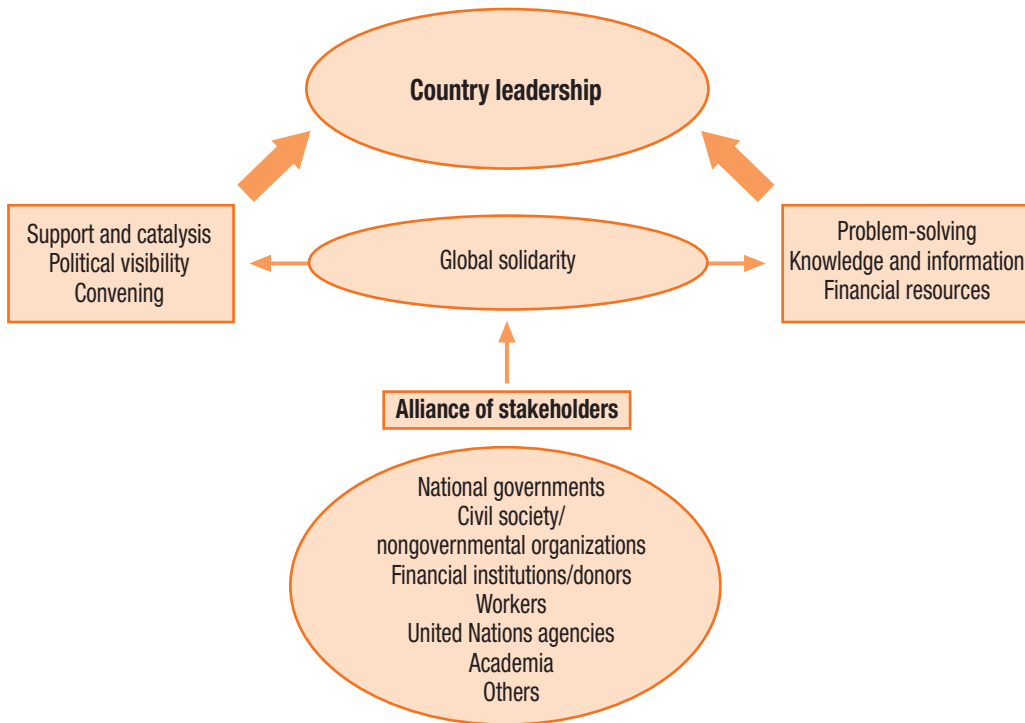 Country leadership
Support and catalysis
Political visibility
Convening
Global solidarity
Problem-solving
Knowledge and information
Financial resources
Alliance of stakeholders
National governments
Civil society/
nongovernmental organizations
Financial institutions/donors
Workers
United Nations agencies
Academia
Others